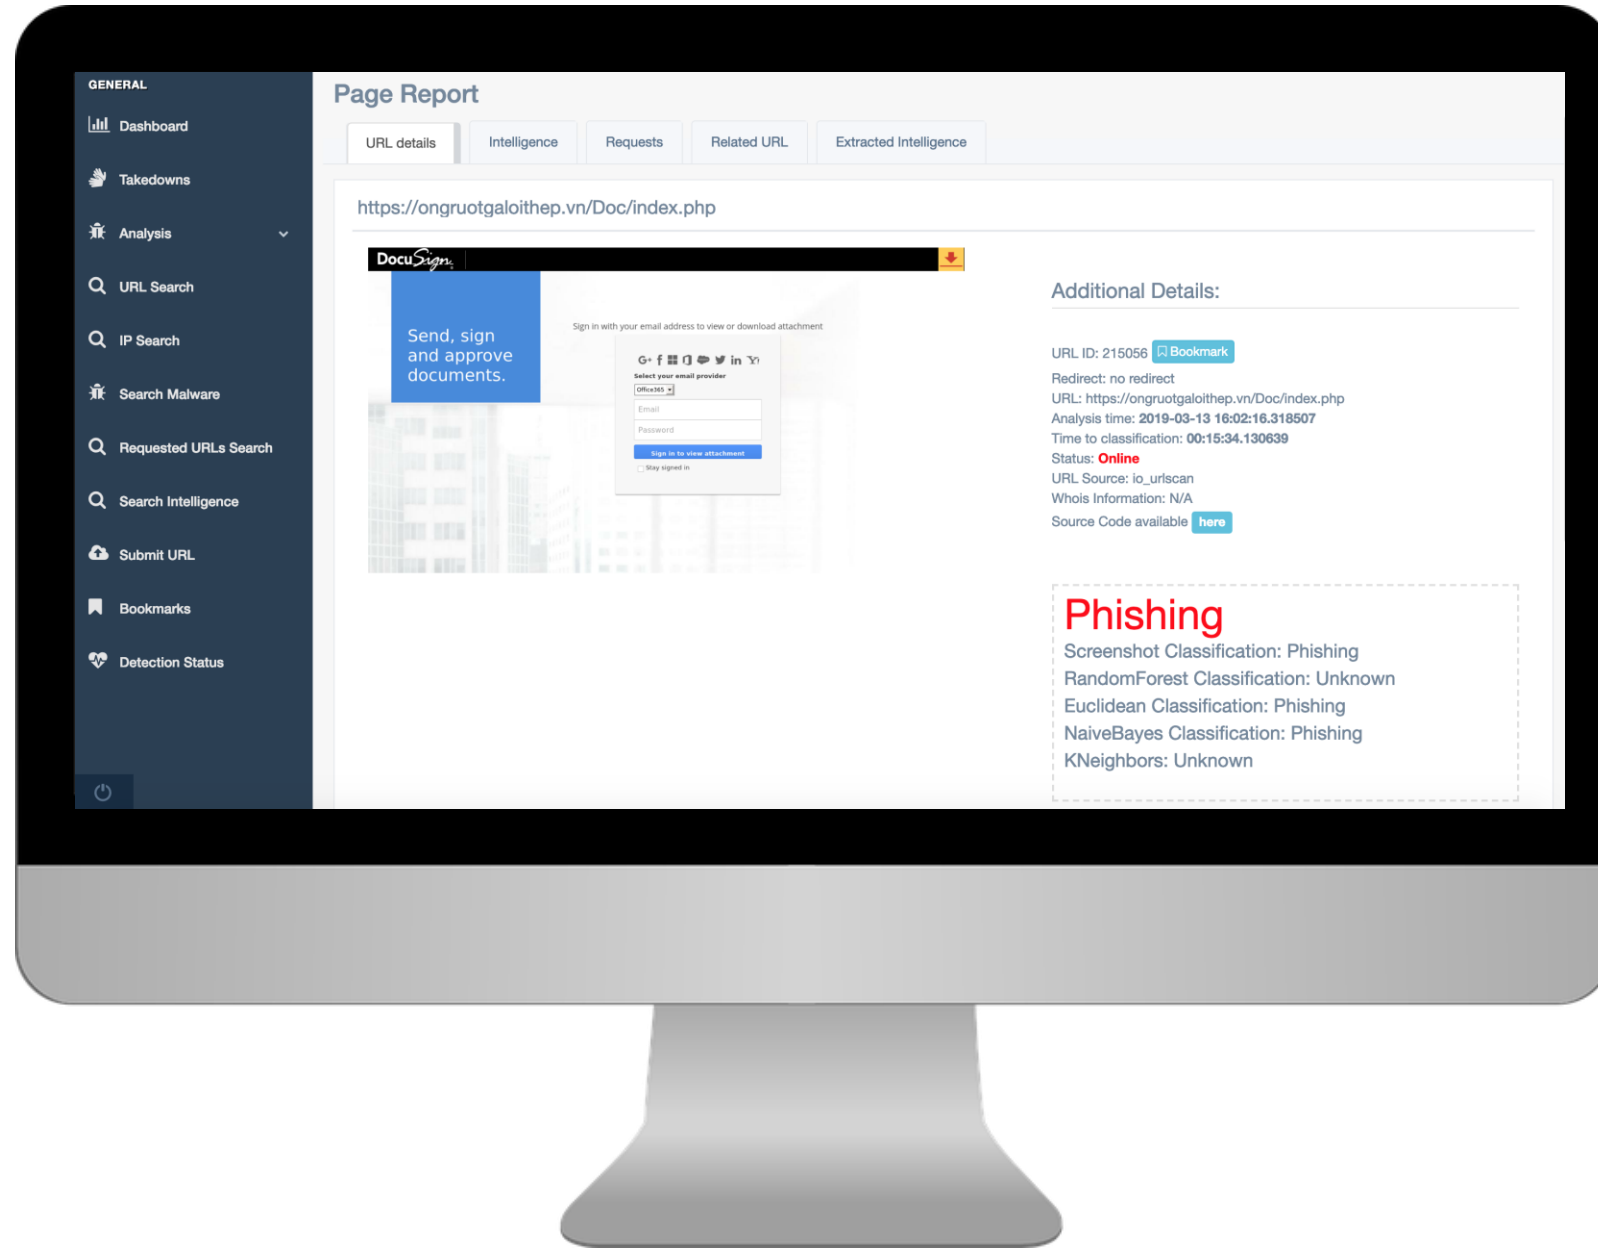 GENERAL
Dashboard
Takedowns
Analysis
URL Search
IP Search
Search Malware
Requested URLs Search
Search Intelligence
Submit URL
Bookmarks
Detection Status
Page Report
URL details
Intelligence
Requests
Related URL
Extracted Intelligence
https://ongruotgaloithep.vn/Doc/index.php
DocuSign
Send, sign
and approve
documents.
Sign in with your email address to view or download attachment
Select your email provider
Office365
Email
Password
Sign in to view attachment
Stay signed in
Additional Details:
URL ID: 215056 Bookmark
Redirect: no redirect
URL: https://ongruotgaloithep.vn/Doc/index.php
Analysis time: 2019-03-13 16:02:16.318507
Time to classification: 00:15:34.130639
Status: Online
URL Source: io_urlscan
Whois Information: N/A
Source Code available here
Phishing
Screenshot Classification: Phishing
RandomForest Classification: Unknown
Euclidean Classification: Phishing
NaiveBayes Classification: Phishing
KNeighbors: Unknown